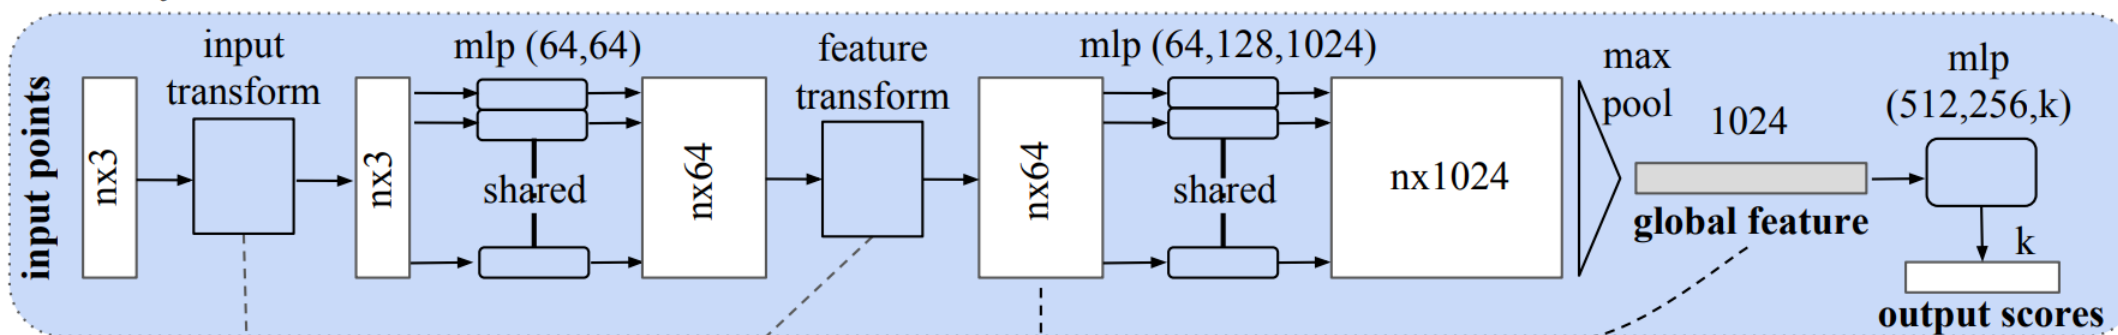 input points
nx3
input
transform
nx3
mlp (64,64)
shared
nx64
feature
transform
nx64
mlp (64,128,1024)
shared
nx1024
max
pool
1024
global feature
mlp
(512,256,k)
k
output scores